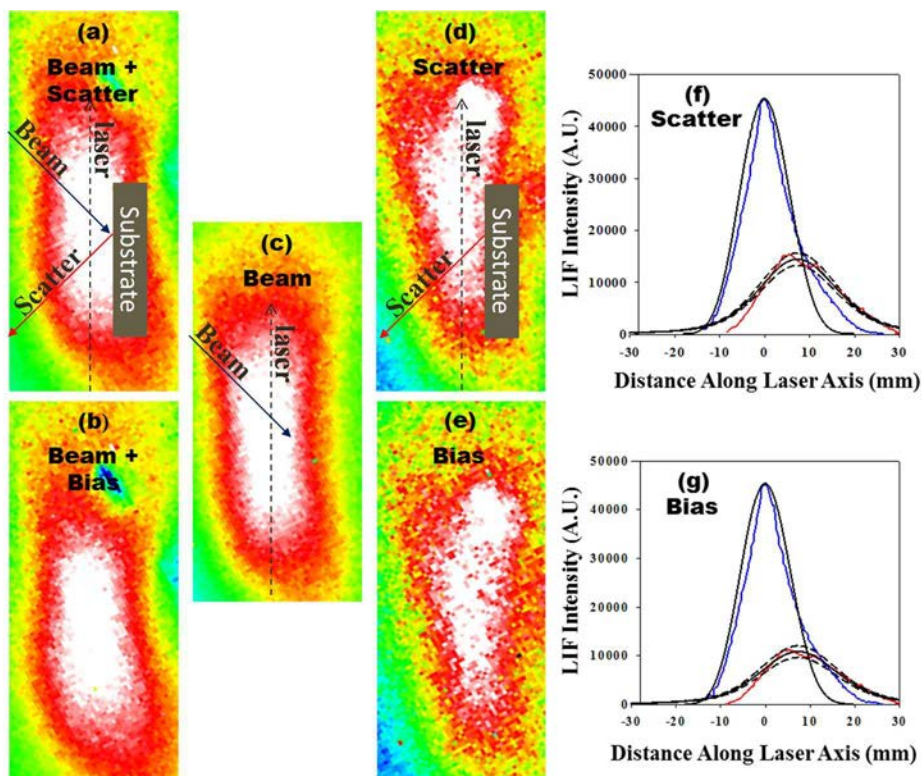 (a)
Beam +
Scatter
Beam
laser
Scatter
Substrate
(b)
Beam +
Bias
(c)
Beam
laser
Beam
(d)
Scatter
laser
Scatter
Substrate
(e)
Bias
(f)
Scatter
LIF Intensity (A.U.)
50000
40000
30000
20000
10000
0
-30 -20 -10 0 10 20 30
Distance Along Laser Axis (mm)
(g)
Bias
LIF Intensity (A.U.)
50000
40000
30000
20000
10000
0
-30 -20 -10 0 10 20 30
Distance Along Laser Axis (mm)